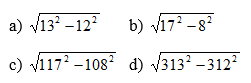 a) √(13² − 12²) b) √(17² − 8²)
c) √(117² − 108²) d) √(313² − 312²)